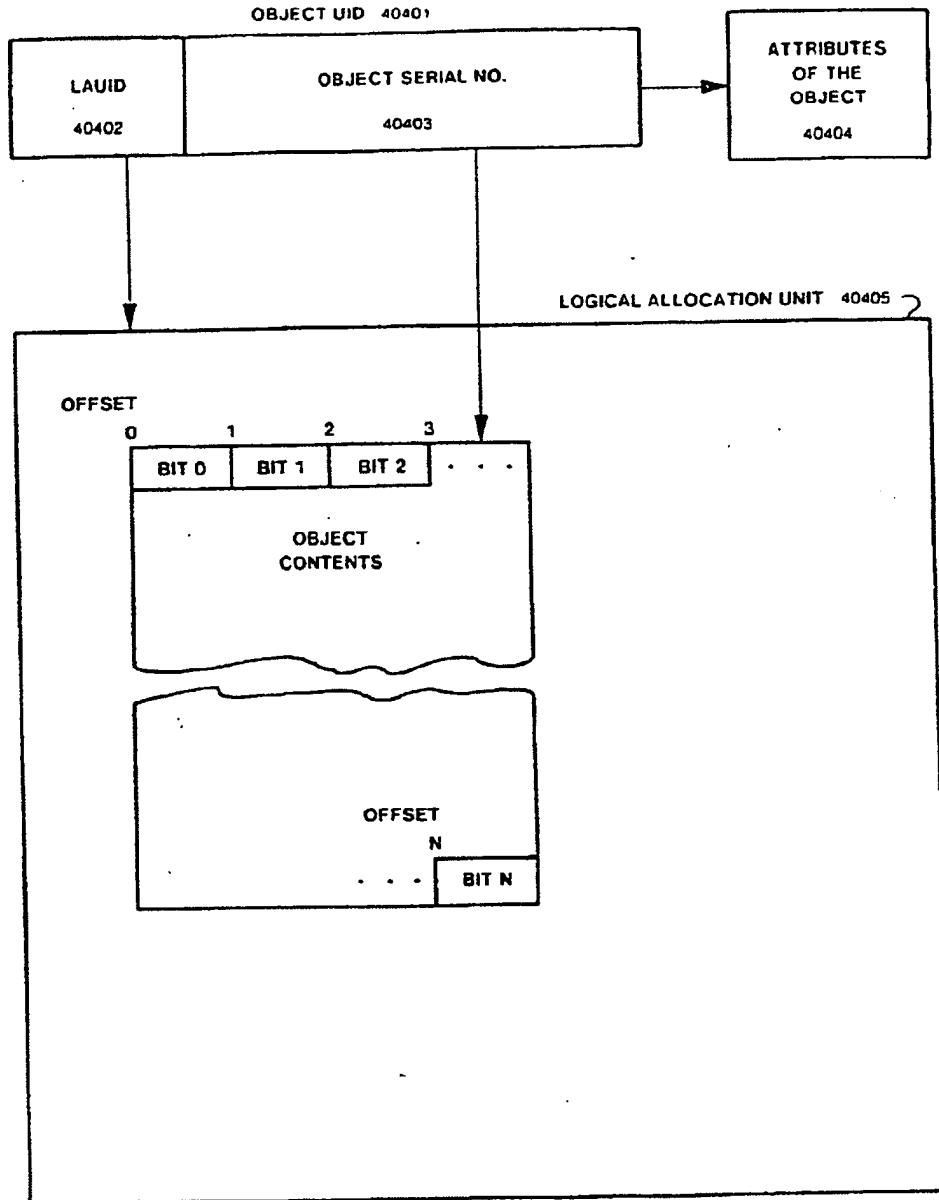 OBJECT UID 40401
LAUID
40402
OBJECT SERIAL NO.
40403
ATTRIBUTES
OF THE
OBJECT
40404
LOGICAL ALLOCATION UNIT 40405
OFFSET
0 1 2 3
BIT 0 BIT 1 BIT 2 . . .
OBJECT
CONTENTS
OFFSET
N
. . . BIT N